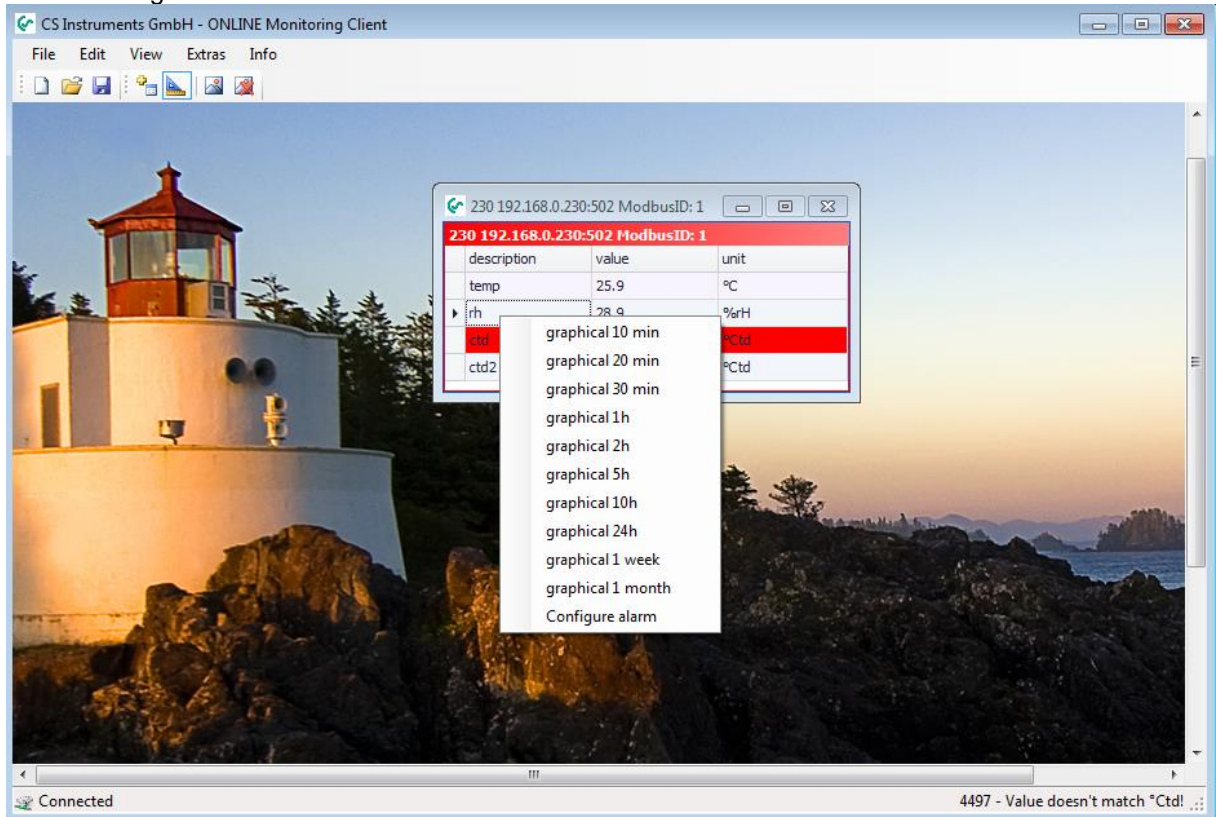 CS Instruments GmbH - ONLINE Monitoring Client
File Edit View Extras Info
230 192.168.0.230:502 ModbusID: 1
230 192.168.0.230:502 ModbusID: 1
description value unit
temp 25.9 °C
rh 28.9 %rH
ctd °Ctd
ctd2 °Ctd
graphical 10 min
graphical 20 min
graphical 30 min
graphical 1h
graphical 2h
graphical 5h
graphical 10h
graphical 24h
graphical 1 week
graphical 1 month
Configure alarm
Connected 4497 - Value doesn't match °Ctd!